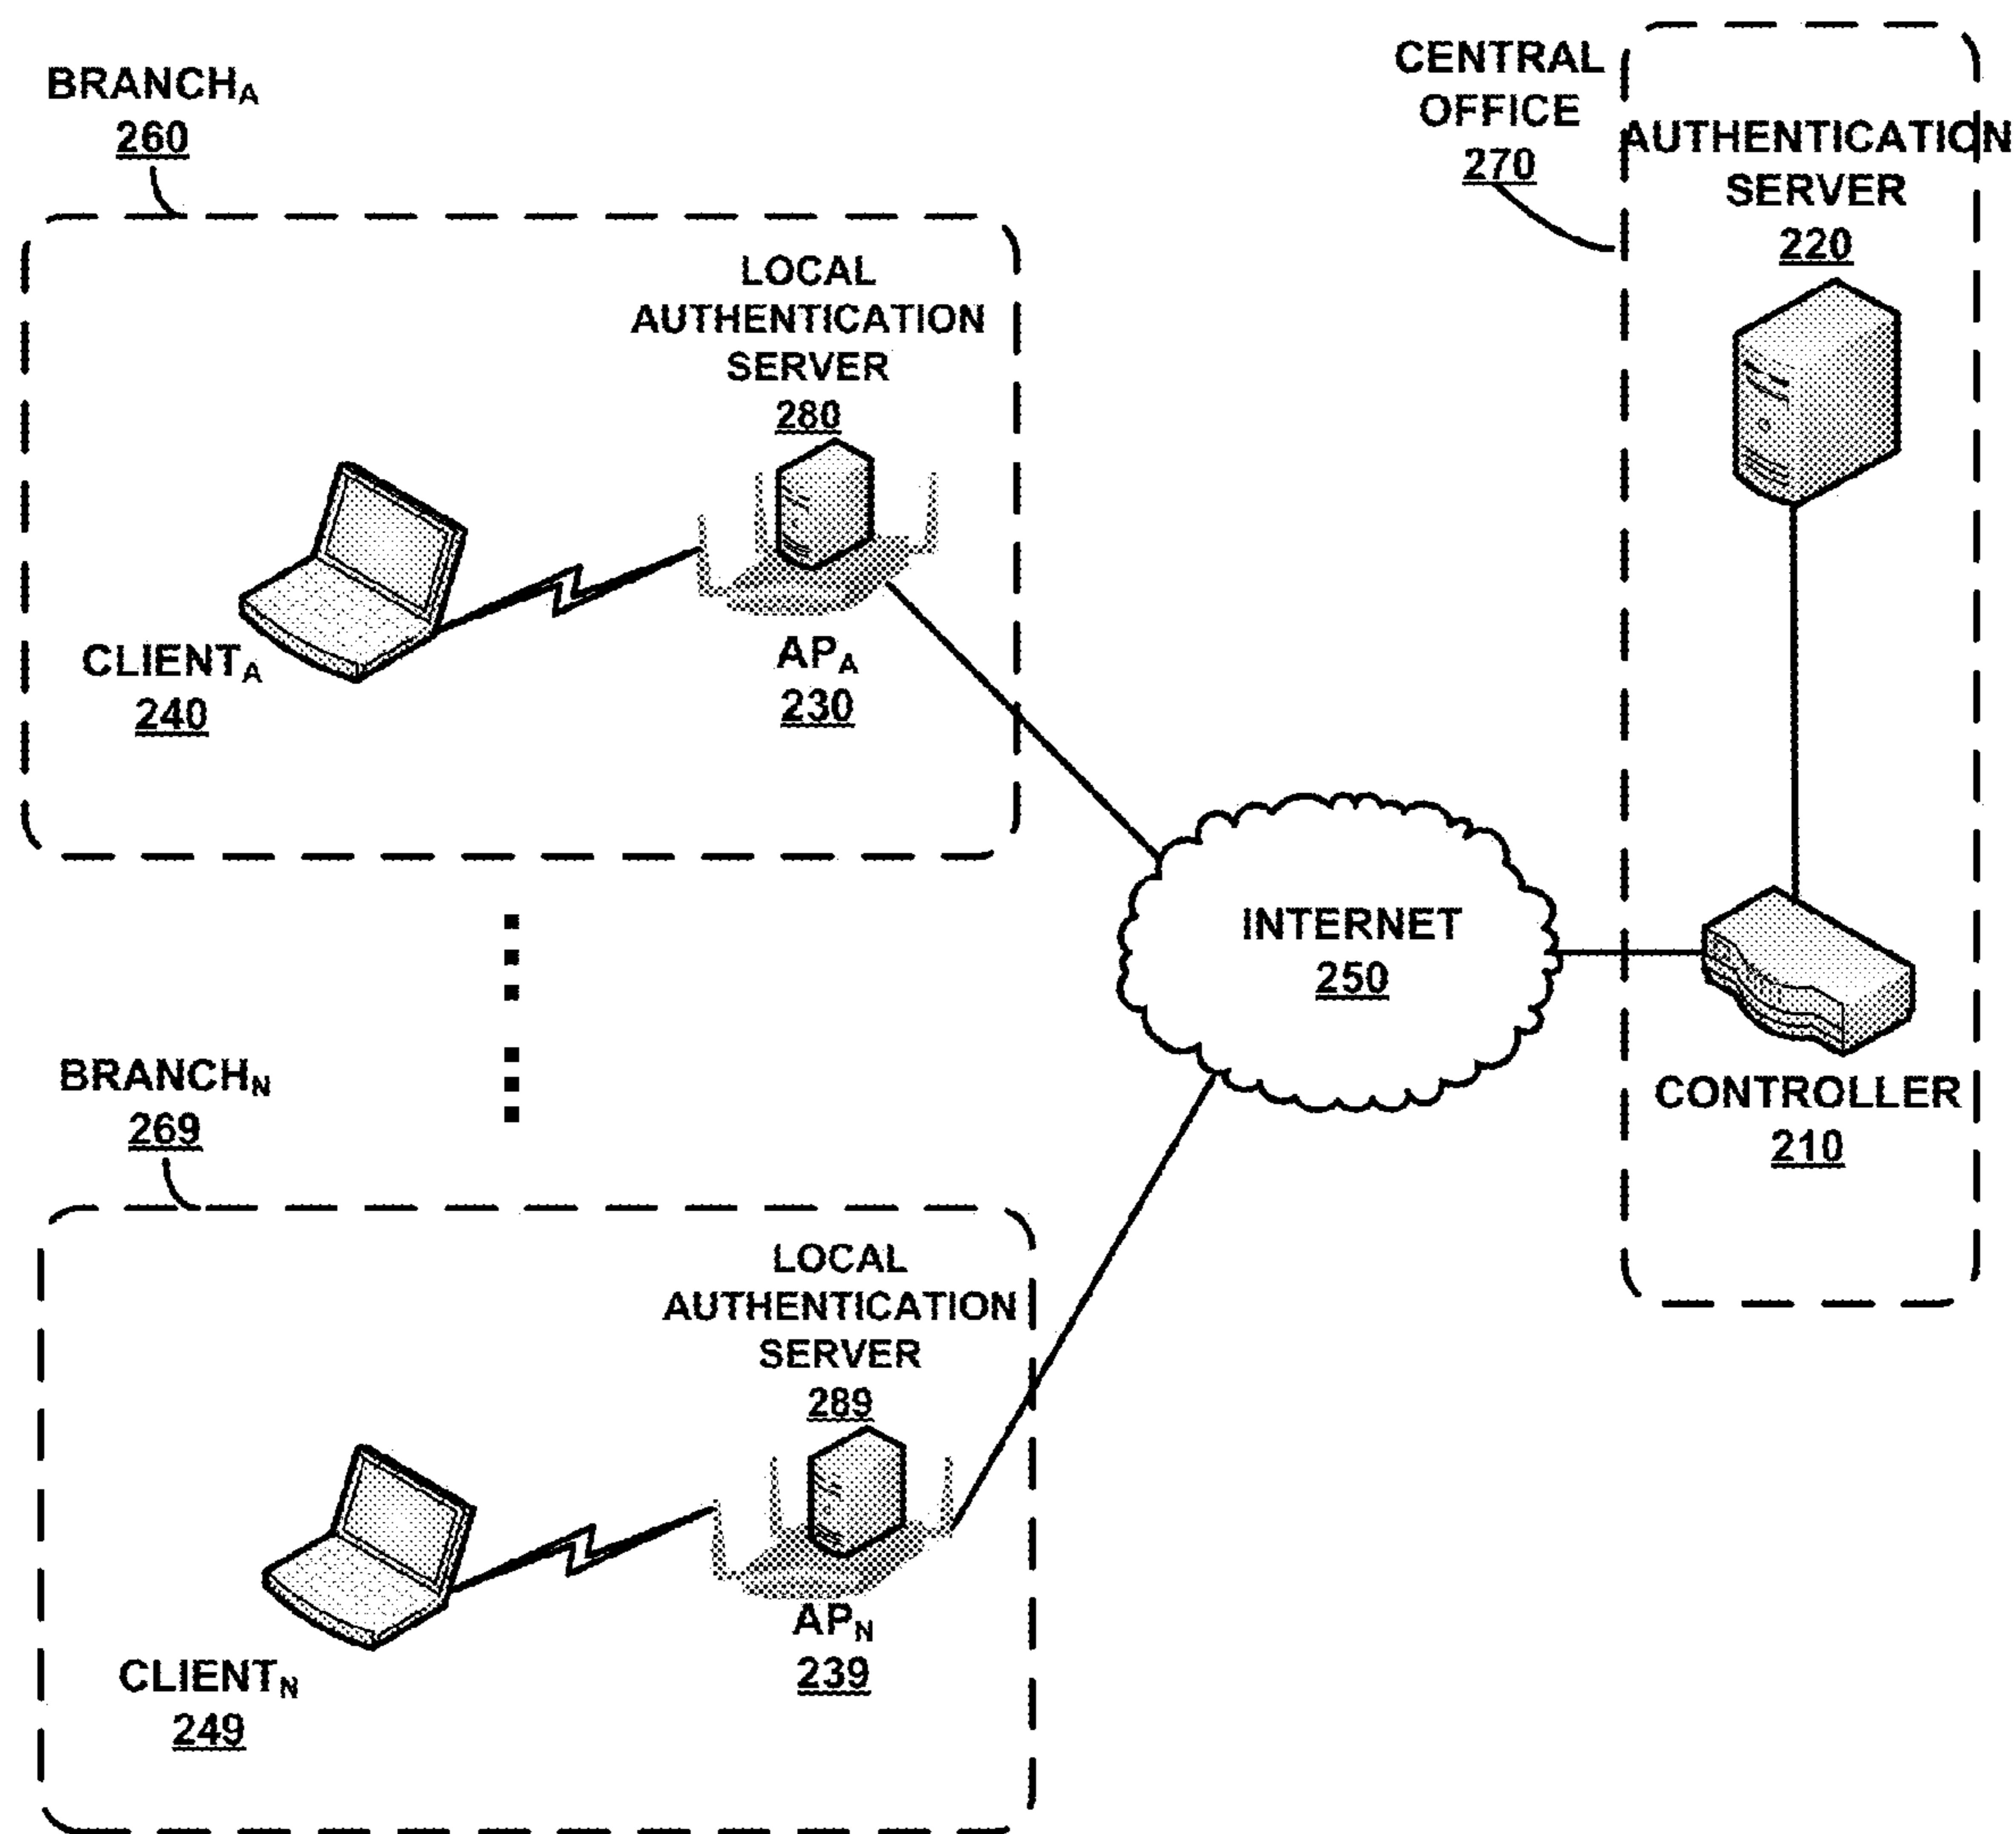 BRANCHA
260
LOCAL
AUTHENTICATION
SERVER
280
CLIENTA
240
APA
230
BRANCHN
269
LOCAL
AUTHENTICATION
SERVER
289
CLIENTN
249
APN
239
INTERNET
250
CENTRAL
OFFICE
270
AUTHENTICATION
SERVER
220
CONTROLLER
210